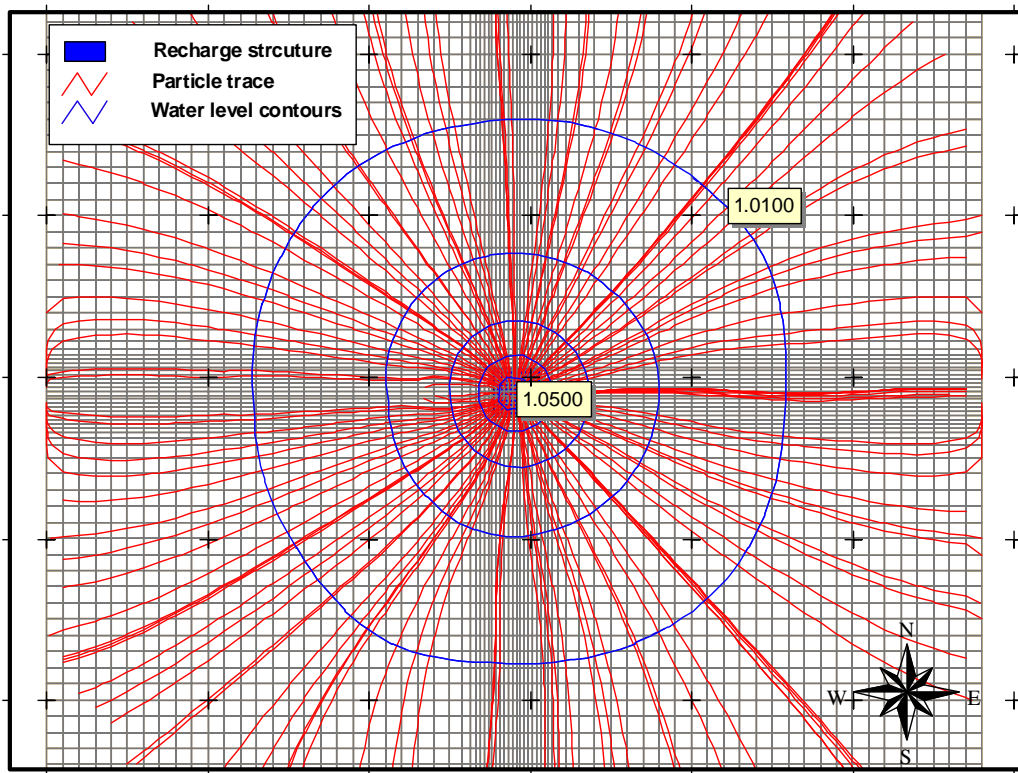 Recharge strcuture
Particle trace
Water level contours
1.0100
1.0500
N
W
E
S